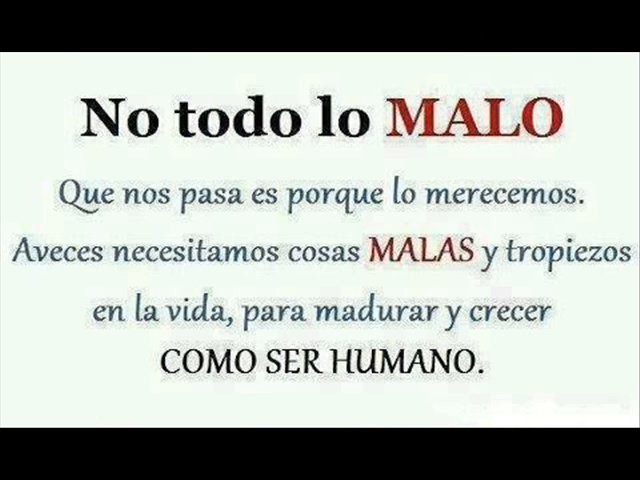 No todo lo MALO
Que nos pasa es porque lo merecemos.
Aveces necesitamos cosas MALAS y tropiezos
en la vida, para madurar y crecer
COMO SER HUMANO.